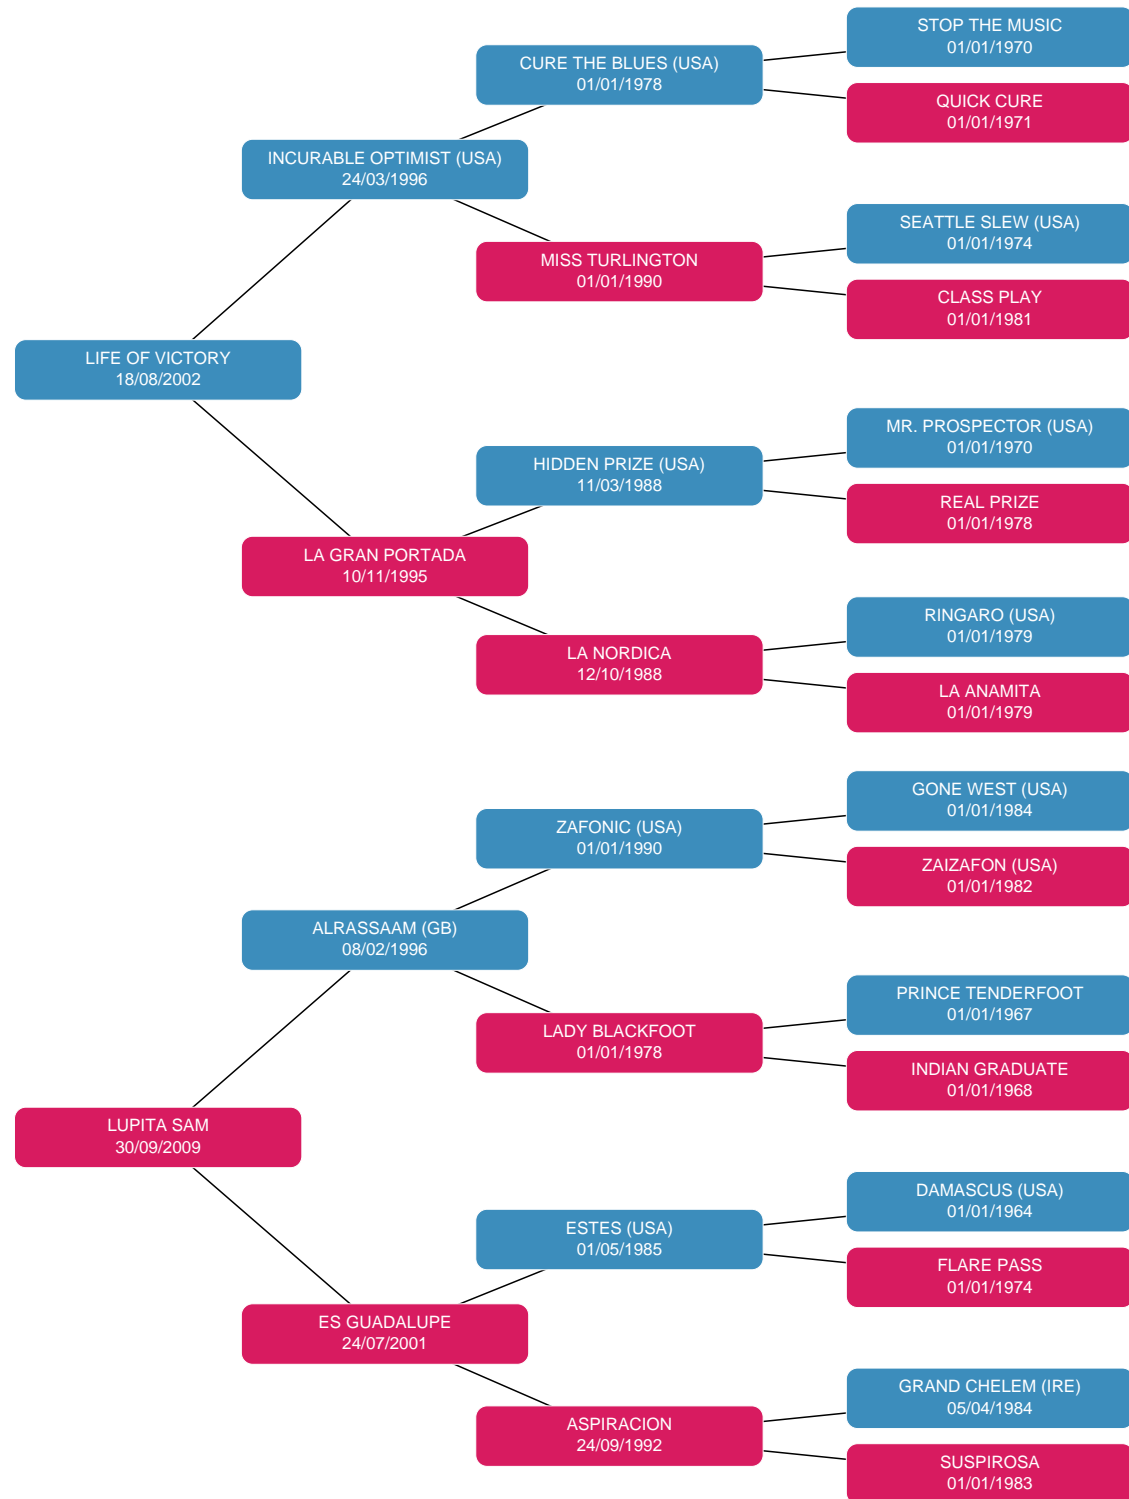 STOP THE MUSIC
01/01/1970
CURE THE BLUES (USA)
01/01/1978
QUICK CURE
01/01/1971
INCURABLE OPTIMIST (USA)
24/03/1996
SEATTLE SLEW (USA)
01/01/1974
MISS TURLINGTON
01/01/1990
CLASS PLAY
01/01/1981
LIFE OF VICTORY
18/08/2002
MR. PROSPECTOR (USA)
01/01/1970
HIDDEN PRIZE (USA)
11/03/1988
REAL PRIZE
01/01/1978
LA GRAN PORTADA
10/11/1995
RINGARO (USA)
01/01/1979
LA NORDICA
12/10/1988
LA ANAMITA
01/01/1979
GONE WEST (USA)
01/01/1984
ZAFONIC (USA)
01/01/1990
ZAIZAFON (USA)
01/01/1982
ALRASSAAM (GB)
08/02/1996
PRINCE TENDERFOOT
01/01/1967
LADY BLACKFOOT
01/01/1978
INDIAN GRADUATE
01/01/1968
LUPITA SAM
30/09/2009
DAMASCUS (USA)
01/01/1964
ESTES (USA)
01/05/1985
FLARE PASS
01/01/1974
ES GUADALUPE
24/07/2001
GRAND CHELEM (IRE)
05/04/1984
ASPIRACION
24/09/1992
SUSPIROSA
01/01/1983